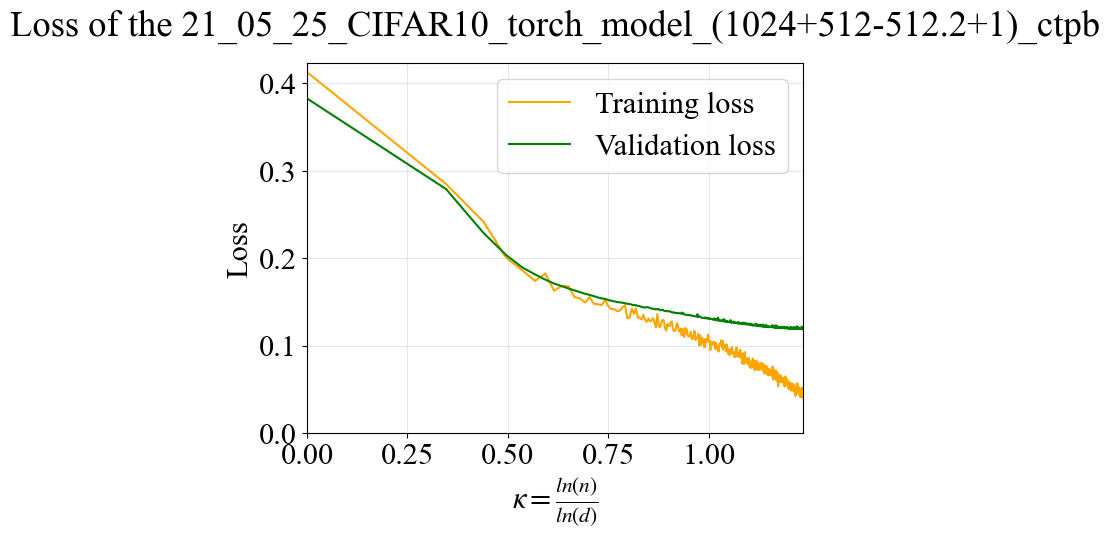 Loss of the 21_05_25_CIFAR10_torch_model_(1024+512-512.2+1)_ctpb
Training loss
Validation loss
Loss
0.4
0.3
0.2
0.1
0.0
0.00 0.25 0.50 0.75 1.00
κ = ln(n) / ln(d)